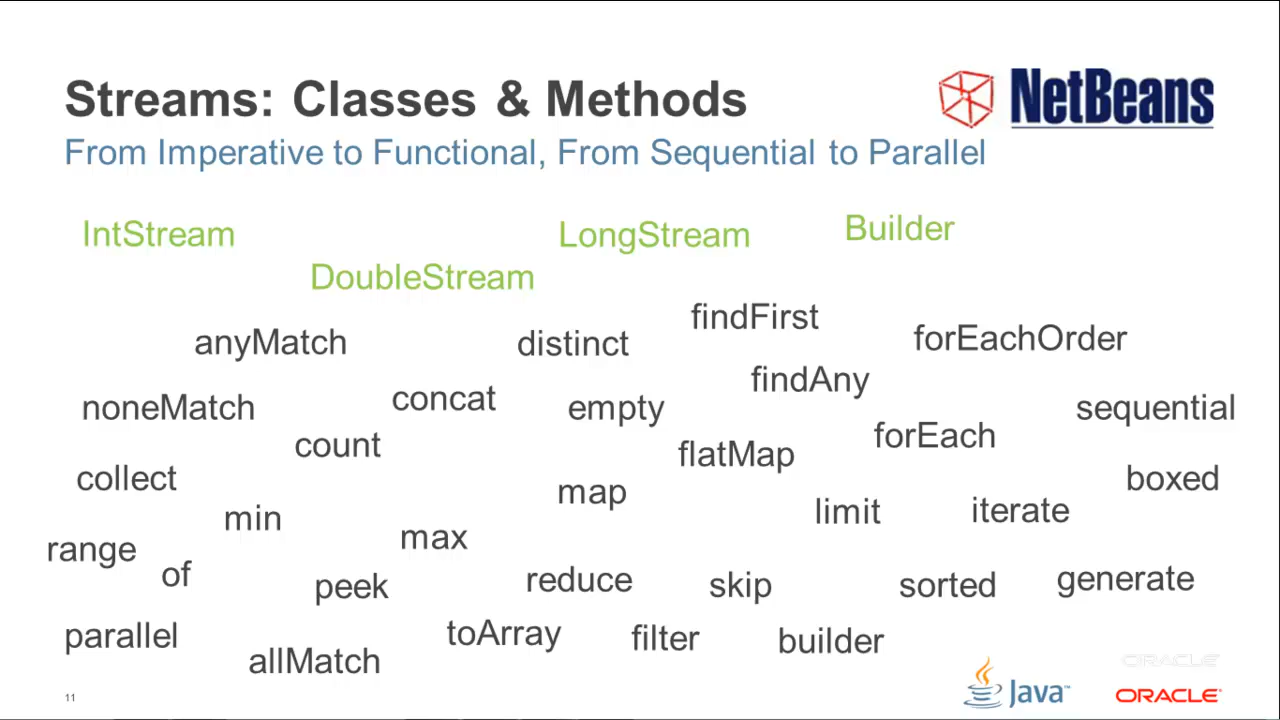 Streams: Classes & Methods
NetBeans
From Imperative to Functional, From Sequential to Parallel
IntStream
LongStream
Builder
DoubleStream
findFirst
anyMatch
distinct
forEachOrder
findAny
noneMatch
concat
empty
sequential
count
flatMap
forEach
collect
map
boxed
min
max
limit
iterate
range
of
peek
reduce
skip
sorted
generate
parallel
allMatch
toArray
filter
builder
ORACLE
11
Java™
ORACLE®